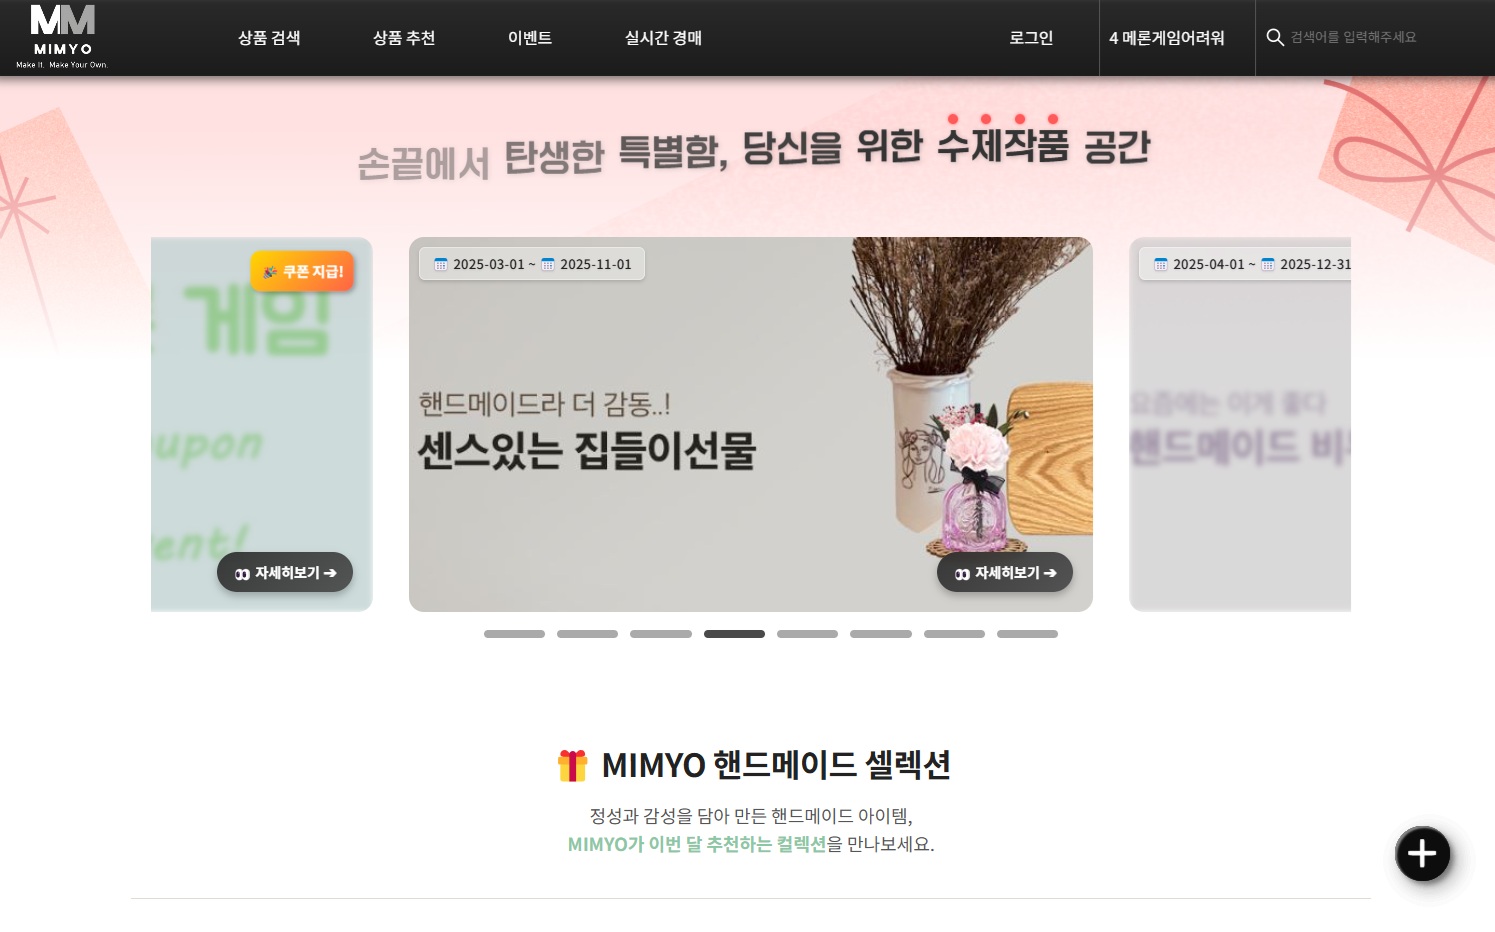 MM
MIMYO
Make It, Make Your Own.
상품 검색
상품 추천
이벤트
실시간 경매
로그인
4 메론게임어려워
검색어를 입력해주세요
손끝에서 탄생한 특별함, 당신을 위한 수제작품 공간
쿠폰 지급!
게임
upon
ent!
자세히보기 ➔
2025-03-01 ~ 2025-11-01
핸드메이드라 더 감동..!
센스있는 집들이선물
자세히보기 ➔
2025-04-01 ~ 2025-12-31
요즘에는 이게 좋다
핸드메이드
MIMYO 핸드메이드 셀렉션
정성과 감성을 담아 만든 핸드메이드 아이템,
MIMYO가 이번 달 추천하는 컬렉션을 만나보세요.